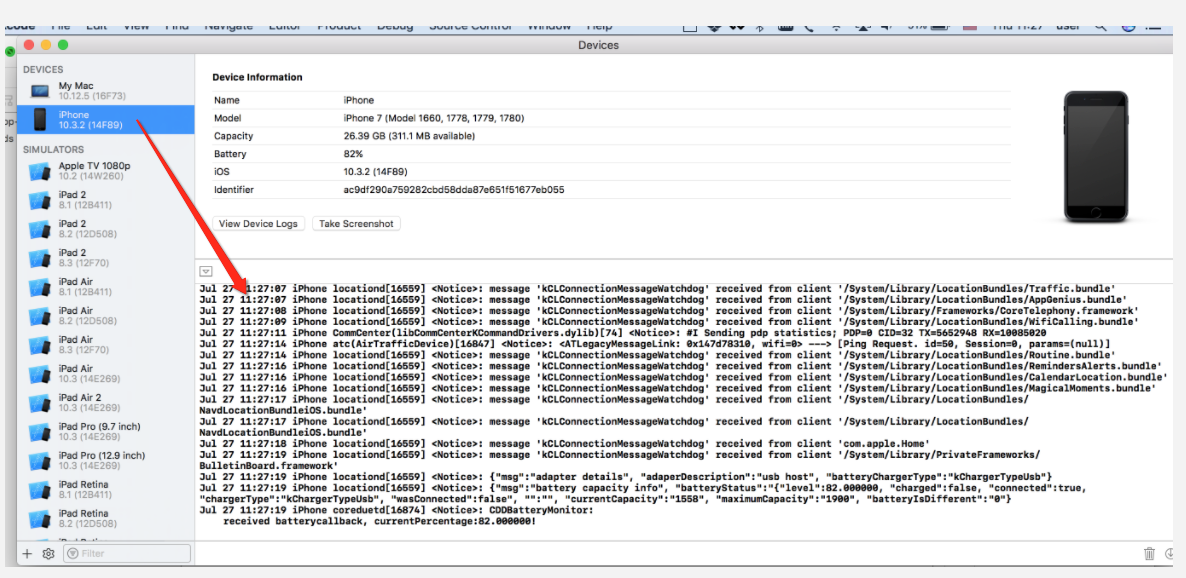 File Edit View Find Navigate Editor Product Debug Source Control Window Help 91% Thu 11:27 user
Devices
DEVICES
My Mac
10.12.5 (16F73)
iPhone
10.3.2 (14F89)
SIMULATORS
Apple TV 1080p
10.2 (14W260)
iPad 2
8.1 (12B411)
iPad 2
8.2 (12D508)
iPad 2
8.3 (12F70)
iPad Air
8.1 (12B411)
iPad Air
8.2 (12D508)
iPad Air
8.3 (12F70)
iPad Air
10.3 (14E269)
iPad Air 2
10.3 (14E269)
iPad Pro (9.7 inch)
10.3 (14E269)
iPad Pro (12.9 inch)
10.3 (14E269)
iPad Retina
8.1 (12B411)
iPad Retina
8.2 (12D508)
Filter
Device Information
Name iPhone
Model iPhone 7 (Model 1660, 1778, 1779, 1780)
Capacity 26.39 GB (311.1 MB available)
Battery 82%
iOS 10.3.2 (14F89)
Identifier ac9df290a759282cbd58dda87e651f51677eb055
View Device Logs Take Screenshot
Jul 27 11:27:07 iPhone locationd[16559] <Notice>: message 'kCLConnectionMessageWatchdog' received from client '/System/Library/LocationBundles/Traffic.bundle'
Jul 27 11:27:07 iPhone locationd[16559] <Notice>: message 'kCLConnectionMessageWatchdog' received from client '/System/Library/LocationBundles/AppGenius.bundle'
Jul 27 11:27:08 iPhone locationd[16559] <Notice>: message 'kCLConnectionMessageWatchdog' received from client '/System/Library/Frameworks/CoreTelephony.framework'
Jul 27 11:27:09 iPhone locationd[16559] <Notice>: message 'kCLConnectionMessageWatchdog' received from client '/System/Library/LocationBundles/WifiCalling.bundle'
Jul 27 11:27:11 iPhone CommCenter(libCommCenterKCommandDrivers.dylib)[74] <Notice>: #I Sending pdp statistics; PDP=0 CID=32 TX=5652948 RX=10085020
Jul 27 11:27:14 iPhone atc(AirTrafficDevice)[16847] <Notice>: <ATLegacyMessageLink: 0x147d78310, wifi=0> ---> [Ping Request. id=50, Session=0, params=(null)]
Jul 27 11:27:14 iPhone locationd[16559] <Notice>: message 'kCLConnectionMessageWatchdog' received from client '/System/Library/LocationBundles/Routine.bundle'
Jul 27 11:27:16 iPhone locationd[16559] <Notice>: message 'kCLConnectionMessageWatchdog' received from client '/System/Library/LocationBundles/RemindersAlerts.bundle'
Jul 27 11:27:16 iPhone locationd[16559] <Notice>: message 'kCLConnectionMessageWatchdog' received from client '/System/Library/LocationBundles/CalendarLocation.bundle'
Jul 27 11:27:16 iPhone locationd[16559] <Notice>: message 'kCLConnectionMessageWatchdog' received from client '/System/Library/LocationBundles/MagicalMoments.bundle'
Jul 27 11:27:17 iPhone locationd[16559] <Notice>: message 'kCLConnectionMessageWatchdog' received from client '/System/Library/LocationBundles/
NavdLocationBundleiOS.bundle'
Jul 27 11:27:17 iPhone locationd[16559] <Notice>: message 'kCLConnectionMessageWatchdog' received from client '/System/Library/LocationBundles/
NavdLocationBundleiOS.bundle'
Jul 27 11:27:18 iPhone locationd[16559] <Notice>: message 'kCLConnectionMessageWatchdog' received from client 'com.apple.Home'
Jul 27 11:27:19 iPhone locationd[16559] <Notice>: message 'kCLConnectionMessageWatchdog' received from client '/System/Library/PrivateFrameworks/
BulletinBoard.framework'
Jul 27 11:27:19 iPhone locationd[16559] <Notice>: {"msg":"adapter details", "adaperDescription":"usb host", "batteryChargerType":"kChargerTypeUsb"}
Jul 27 11:27:19 iPhone locationd[16559] <Notice>: {"msg":"battery capacity info", "batteryStatus":"{"level":82.000000, "charged":false, "connected":true,
"chargerType":"kChargerTypeUsb", "wasConnected":false", "":"", "currentCapacity":"1558", "maximumCapacity":"1900", "batteryIsDifferent":"0"}
Jul 27 11:27:19 iPhone coreduetd[16874] <Notice>: CDDBatteryMonitor:
received batterycallback, currentPercentage:82.000000!